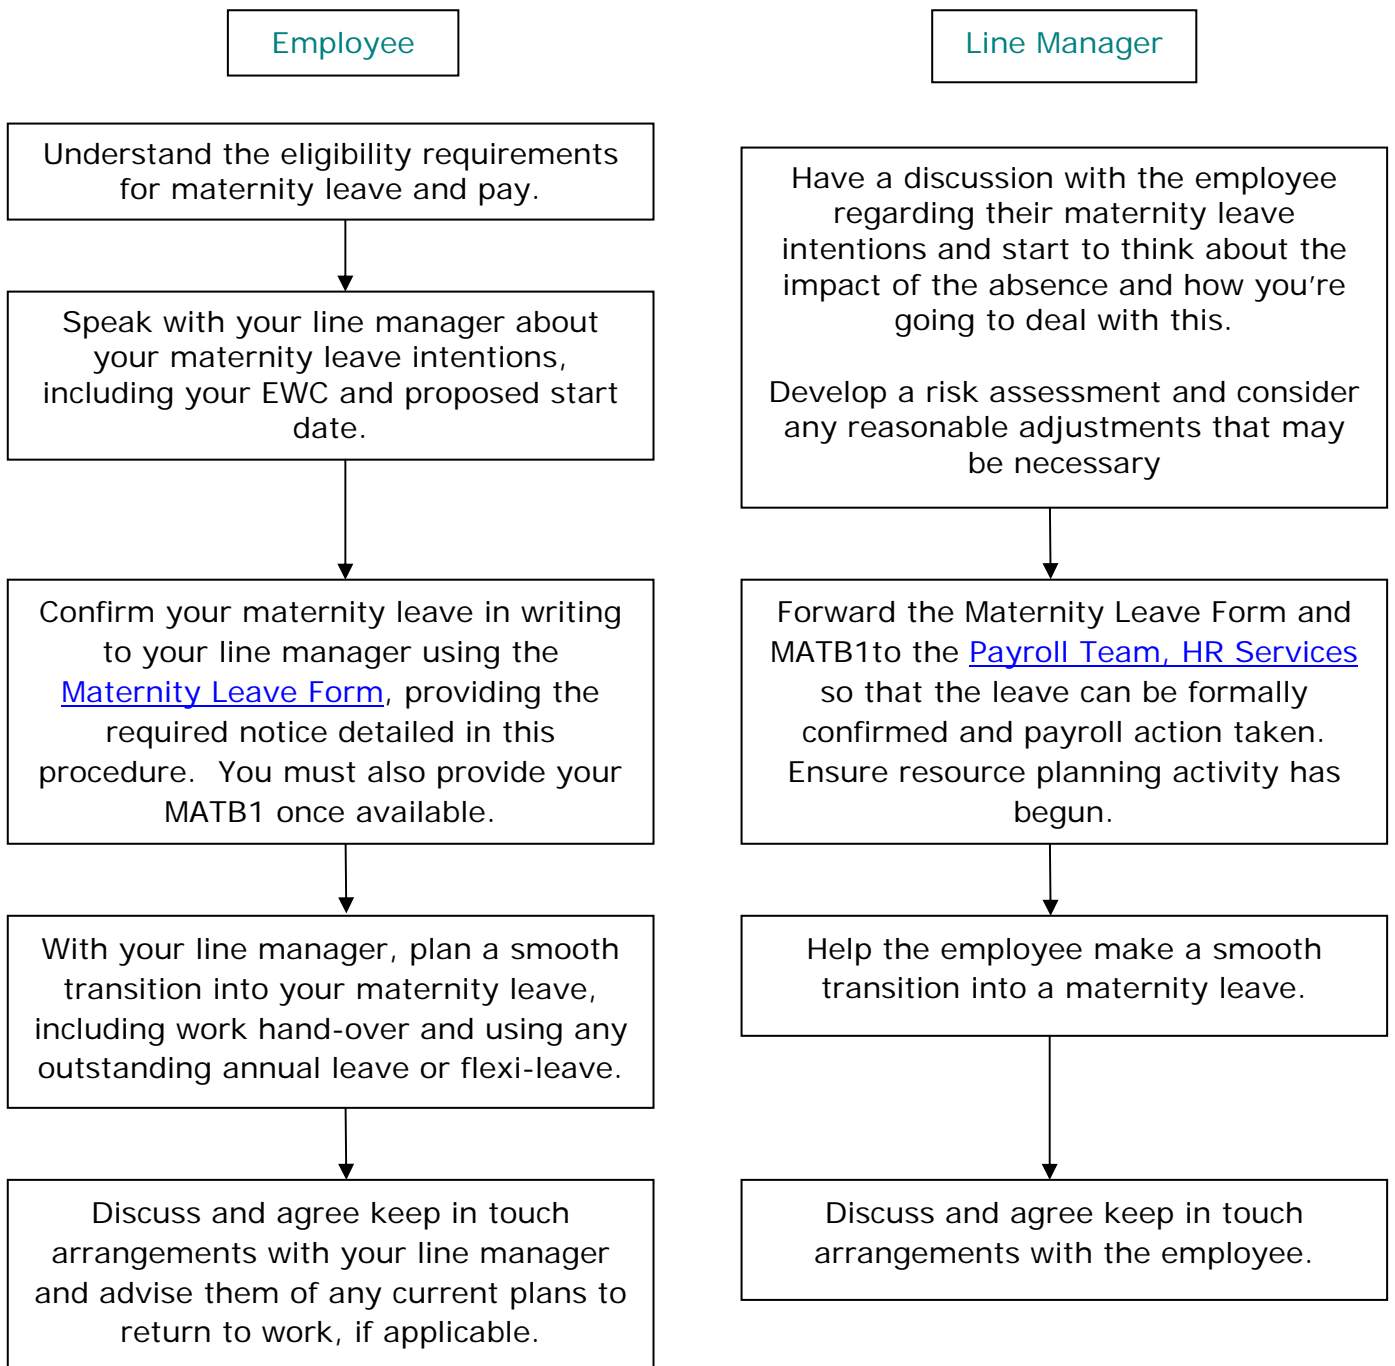 Employee
Understand the eligibility requirements
for maternity leave and pay.
Speak with your line manager about
your maternity leave intentions,
including your EWC and proposed start
date.
Confirm your maternity leave in writing
to your line manager using the
Maternity Leave Form, providing the
required notice detailed in this
procedure.  You must also provide your
MATB1 once available.
With your line manager, plan a smooth
transition into your maternity leave,
including work hand-over and using any
outstanding annual leave or flexi-leave.
Discuss and agree keep in touch
arrangements with your line manager
and advise them of any current plans to
return to work, if applicable.
Line Manager
Have a discussion with the employee
regarding their maternity leave
intentions and start to think about the
impact of the absence and how you're
going to deal with this.
Develop a risk assessment and consider
any reasonable adjustments that may
be necessary
Forward the Maternity Leave Form and
MATB1to the Payroll Team, HR Services
so that the leave can be formally
confirmed and payroll action taken.
Ensure resource planning activity has
begun.
Help the employee make a smooth
transition into a maternity leave.
Discuss and agree keep in touch
arrangements with the employee.